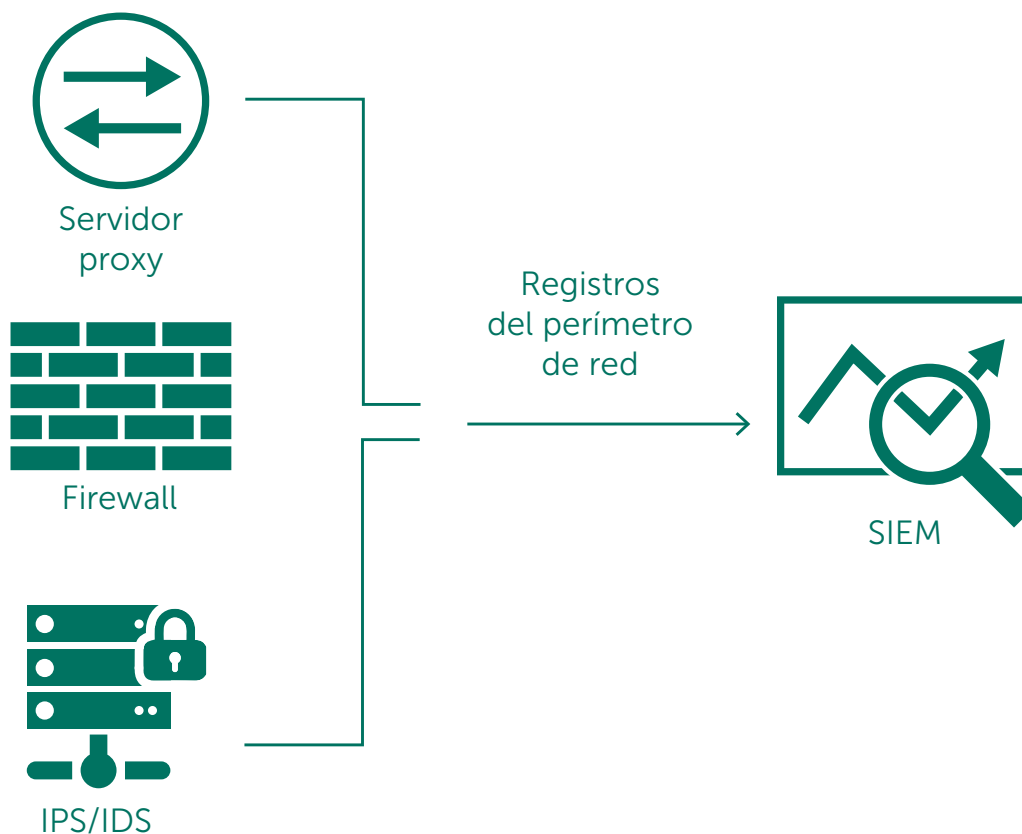 Servidor
proxy
Firewall
IPS/IDS
Registros
del perímetro
de red
SIEM